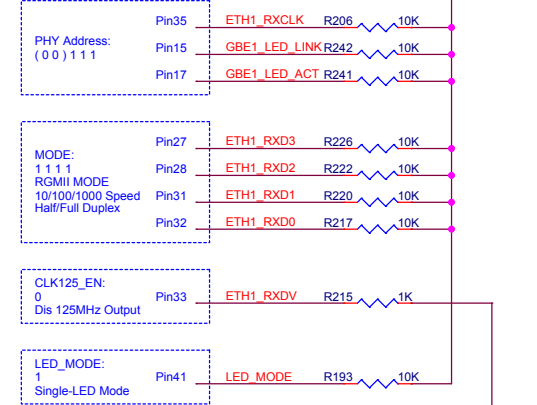 Pin35 ETH1_RXCLK R206 10K
PHY Address:
Pin15 GBE1_LED_LINK R242 10K
( 0 0 ) 1 1 1
Pin17 GBE1_LED_ACT R241 10K
Pin27 ETH1_RXD3 R226 10K
MODE:
1 1 1 1
Pin28 ETH1_RXD2 R222 10K
RGMII MODE
10/100/1000 Speed Pin31 ETH1_RXD1 R220 10K
Half/Full Duplex
Pin32 ETH1_RXD0 R217 10K
CLK125_EN:
0
Pin33 ETH1_RXDV R215 1K
Dis 125MHz Output
LED_MODE:
1
Pin41 LED_MODE R193 10K
Single-LED Mode